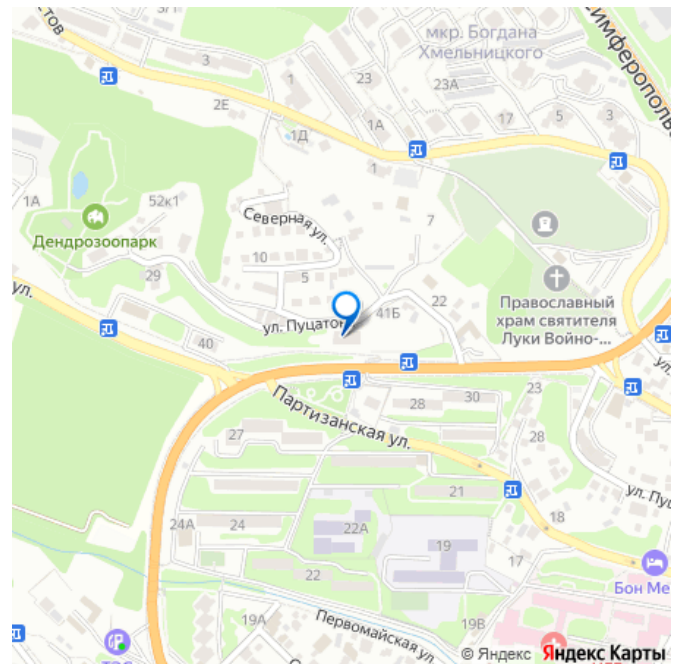 3/1
мкр. Богдана
Хмельницкого
3
1
23
23А
2Е
1Д
1А
17
5
3
1
1А
52к1
Дендрозоопарк
Северная ул.
7
10
5
29
ул.
ул. Пуцатов
41Б
22
Православный
храм святителя
Луки Войно-...
40
Партизанская ул.
28
30
23
27
28
21
18
24А
24
22А
19
17
22
Бон Ме
19А
19В
Первомайская ул.
© Яндекс
Яндекс Карты